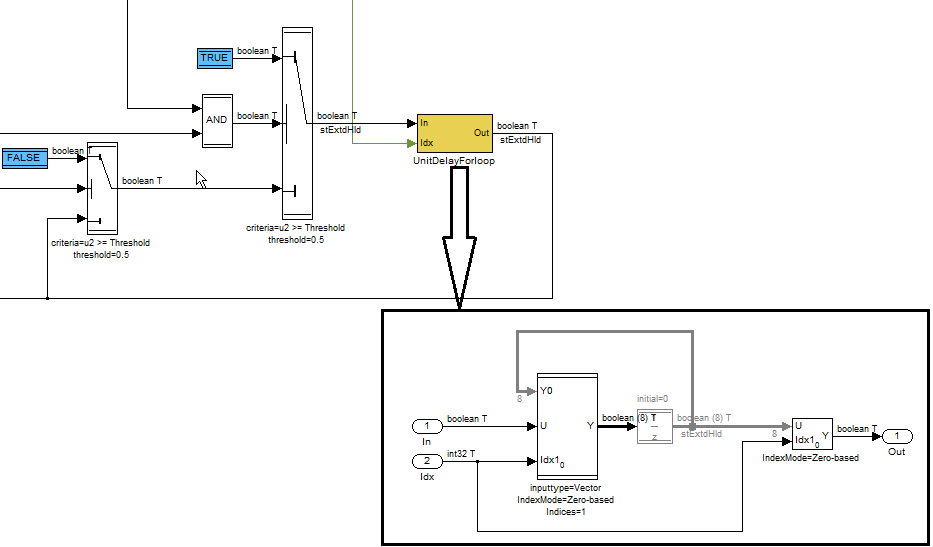 TRUE
boolean T
AND
boolean T
boolean T
stExtdHld
In
Idx
Out
boolean T
stExtdHld
UnitDelayForloop
FALSE
boolean T
boolean T
criteria=u2 >= Threshold
threshold=0.5
criteria=u2 >= Threshold
threshold=0.5
initial=0
8
Y0
U
Y
Idx1 0
boolean T
1
In
int32 T
2
Idx
boolean (8) T
z
boolean (8) T
stExtdHld
8
U
Idx1 0
Y
boolean T
1
Out
IndexMode=Zero-based
inputtype=Vector
IndexMode=Zero-based
Indices=1